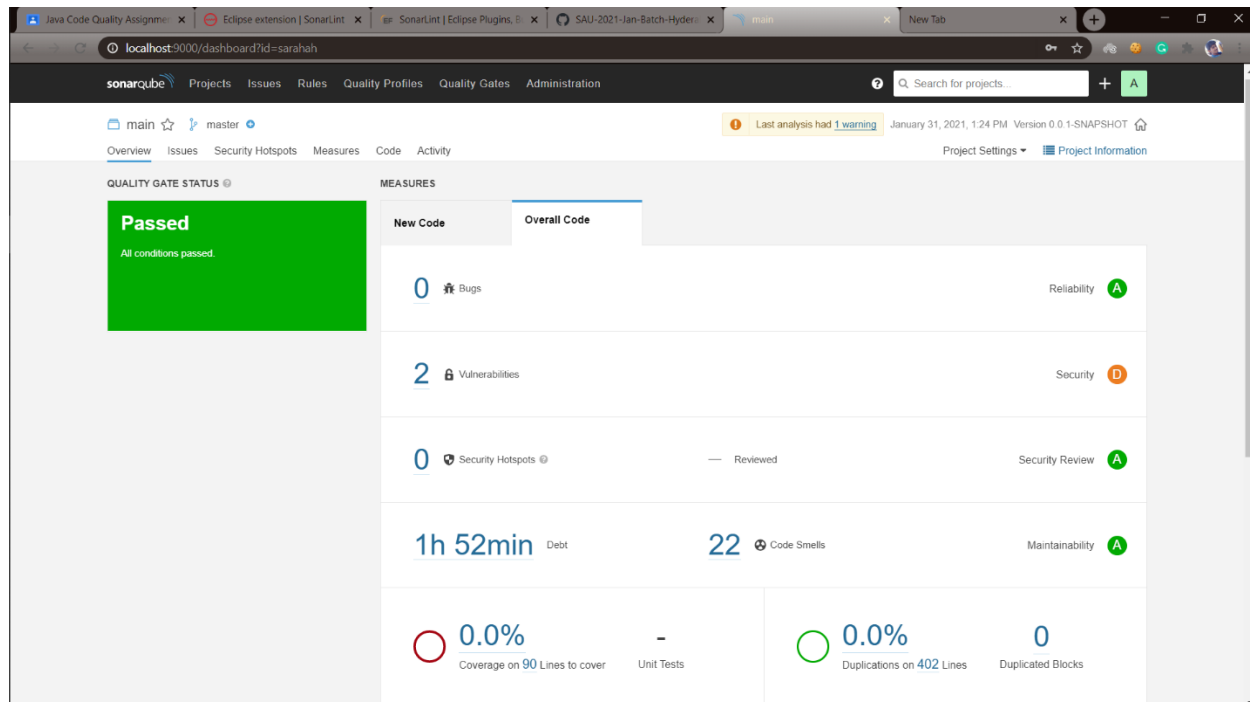 Java Code Quality Assignmen
Eclipse extension | SonarLint
SonarLint | Eclipse Plugins, B
SAU-2021-Jan-Batch-Hydera
main
New Tab
localhost:9000/dashboard?id=sarahah
sonarqube Projects Issues Rules Quality Profiles Quality Gates Administration
Search for projects...
A
main master
Last analysis had 1 warning January 31, 2021, 1:24 PM Version 0.0.1-SNAPSHOT
Overview Issues Security Hotspots Measures Code Activity
Project Settings Project Information
QUALITY GATE STATUS
MEASURES
Passed
All conditions passed.
New Code
Overall Code
0 Bugs
Reliability A
2 Vulnerabilities
Security D
0 Security Hotspots
— Reviewed
Security Review A
1h 52min Debt
22 Code Smells
Maintainability A
0.0%
Coverage on 90 Lines to cover
-
Unit Tests
0.0%
Duplications on 402 Lines
0
Duplicated Blocks